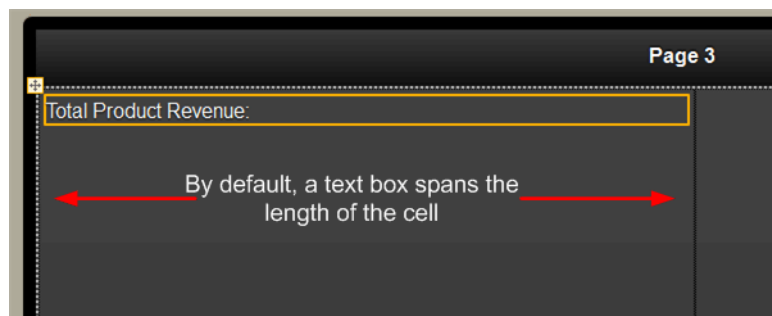 Page 3
Total Product Revenue:
By default, a text box spans the
length of the cell